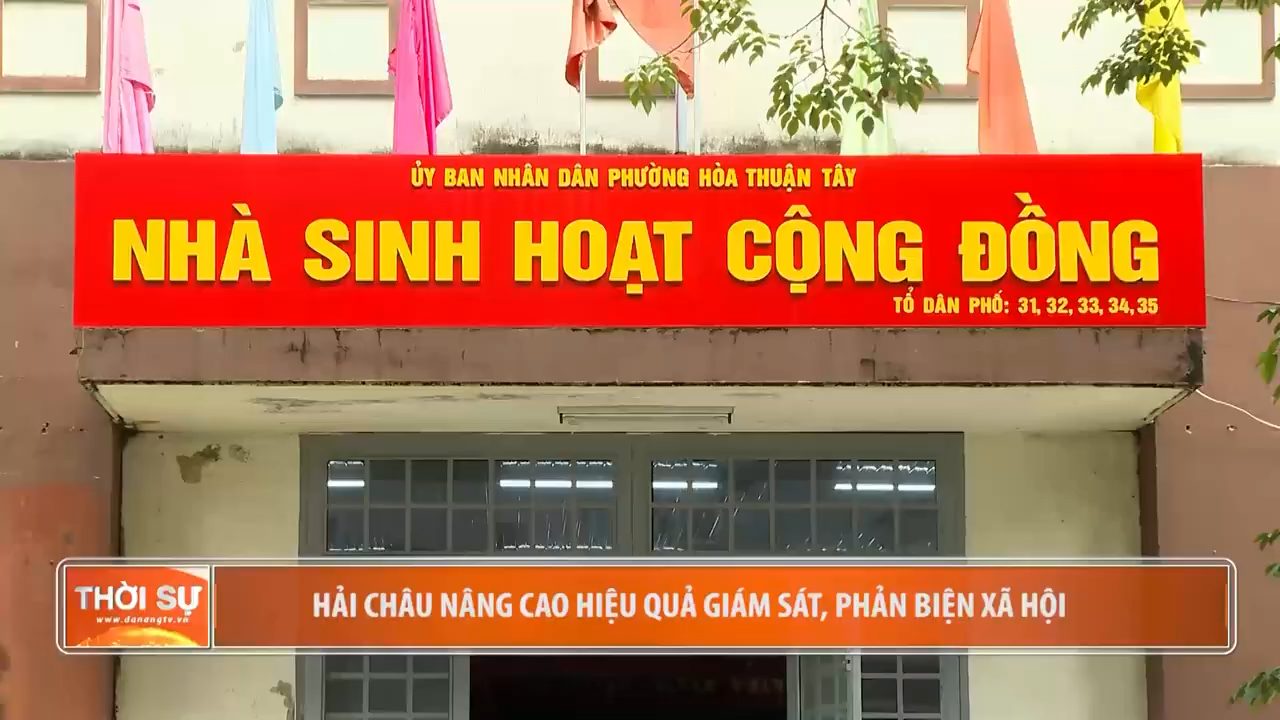 ỦY BAN NHÂN DÂN PHƯỜNG HÒA THUẬN TÂY
NHÀ SINH HOẠT CỘNG ĐỒNG
TỔ DÂN PHỐ: 31, 32, 33, 34, 35
THỜI SỰ
www.danangtv.vn
HẢI CHÂU NÂNG CAO HIỆU QUẢ GIÁM SÁT, PHẢN BIỆN XÃ HỘI